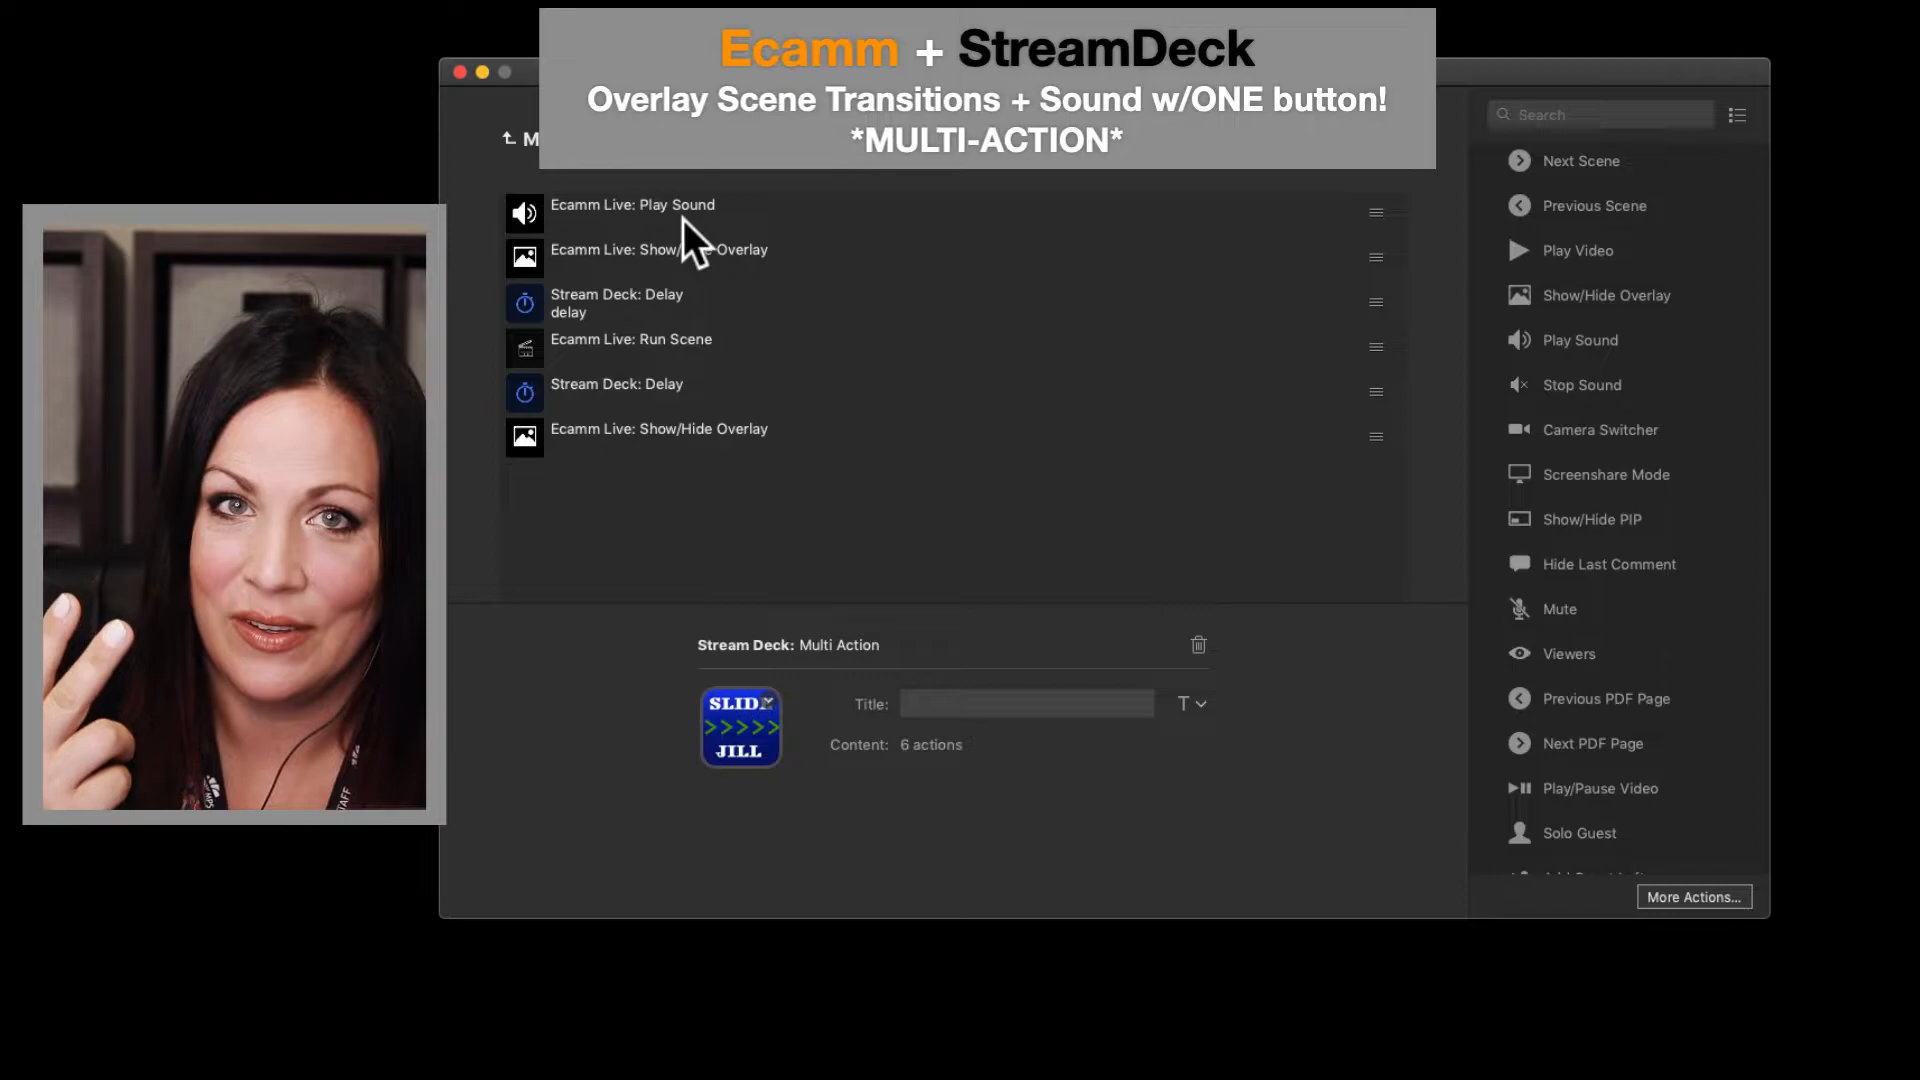 Ecamm + StreamDeck
Overlay Scene Transitions + Sound w/ONE button!
*MULTI-ACTION*
M
Search
Ecamm Live: Play Sound
Ecamm Live: Show/ Overlay
Stream Deck: Delay
delay
Ecamm Live: Run Scene
Stream Deck: Delay
Ecamm Live: Show/Hide Overlay
Next Scene
Previous Scene
Play Video
Show/Hide Overlay
Play Sound
Stop Sound
Camera Switcher
Screenshare Mode
Show/Hide PIP
Hide Last Comment
Mute
Viewers
Previous PDF Page
Next PDF Page
Play/Pause Video
Solo Guest
More Actions...
Stream Deck: Multi Action
SLID
>>>>>
JILL
Title:
T
Content: 6 actions
MPS
STAFF